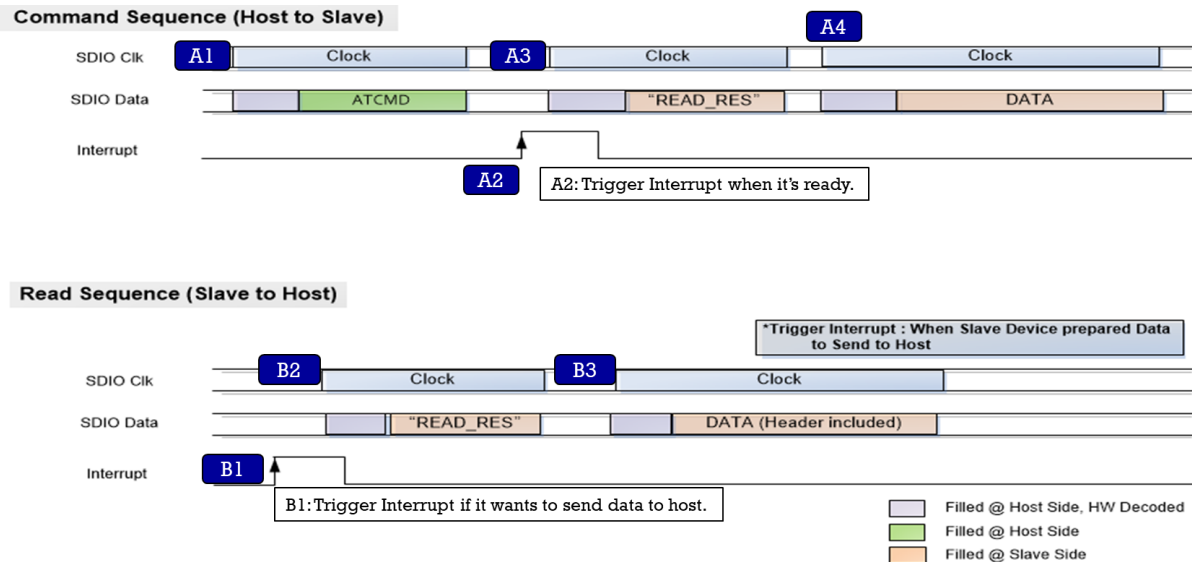 Command Sequence (Host to Slave)
A4
SDIO Clk
A1
Clock
A3
Clock
Clock
SDIO Data
ATCMD
“READ_RES”
DATA
Interrupt
A2
A2: Trigger Interrupt when it’s ready.
Read Sequence (Slave to Host)
*Trigger Interrupt : When Slave Device prepared Data
to Send to Host
B2
B3
SDIO Clk
Clock
Clock
SDIO Data
“READ_RES”
DATA (Header included)
Interrupt
B1
B1: Trigger Interrupt if it wants to send data to host.
Filled @ Host Side, HW Decoded
Filled @ Host Side
Filled @ Slave Side